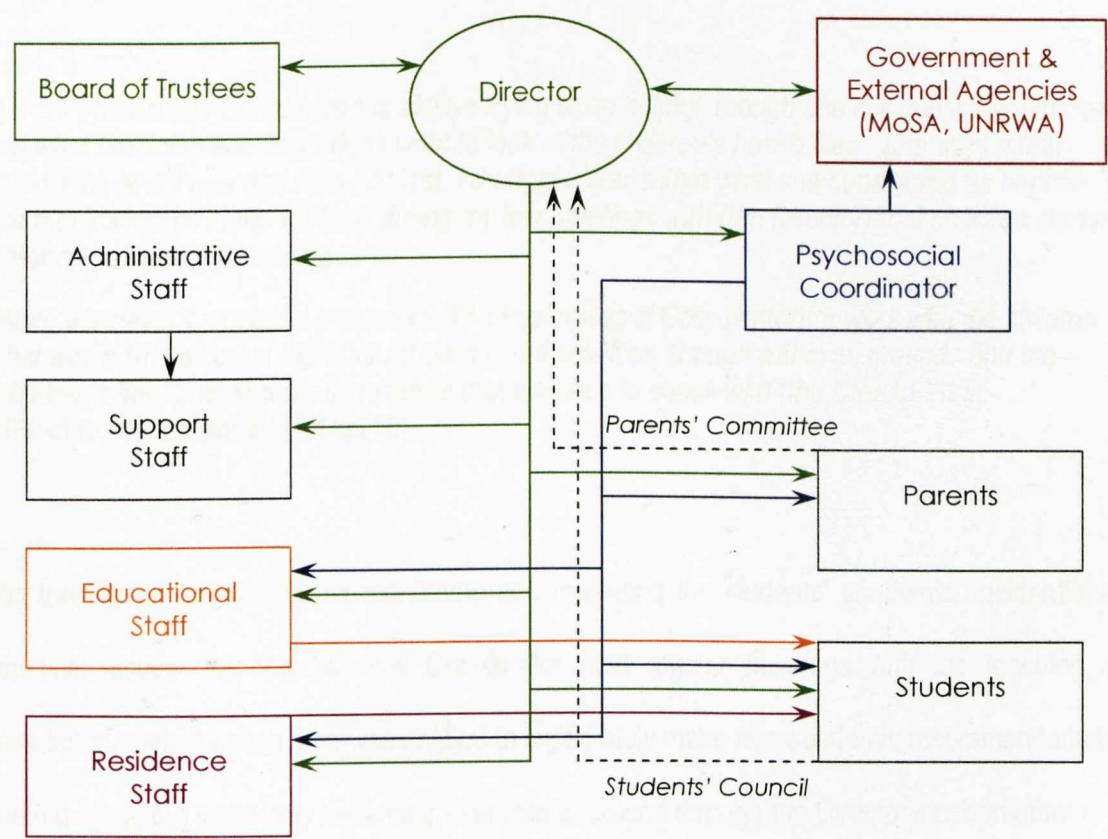 Board of Trustees
Director
Government &
External Agencies
(MoSA, UNRWA)
Administrative
Staff
Psychosocial
Coordinator
Support
Staff
Parents' Committee
Parents
Educational
Staff
Students
Residence
Staff
Students' Council